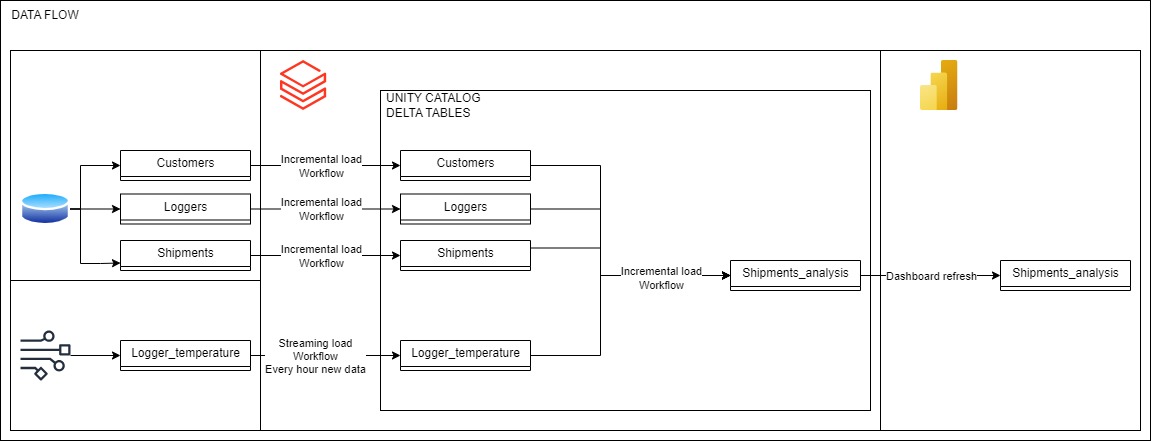 DATA FLOW
UNITY CATALOG
DELTA TABLES
Customers
Incremental load
Workflow
Customers
Loggers
Incremental load
Workflow
Loggers
Shipments
Incremental load
Workflow
Shipments
Incremental load
Workflow
Shipments_analysis
Dashboard refresh
Shipments_analysis
Logger_temperature
Streaming load
Workflow
Every hour new data
Logger_temperature